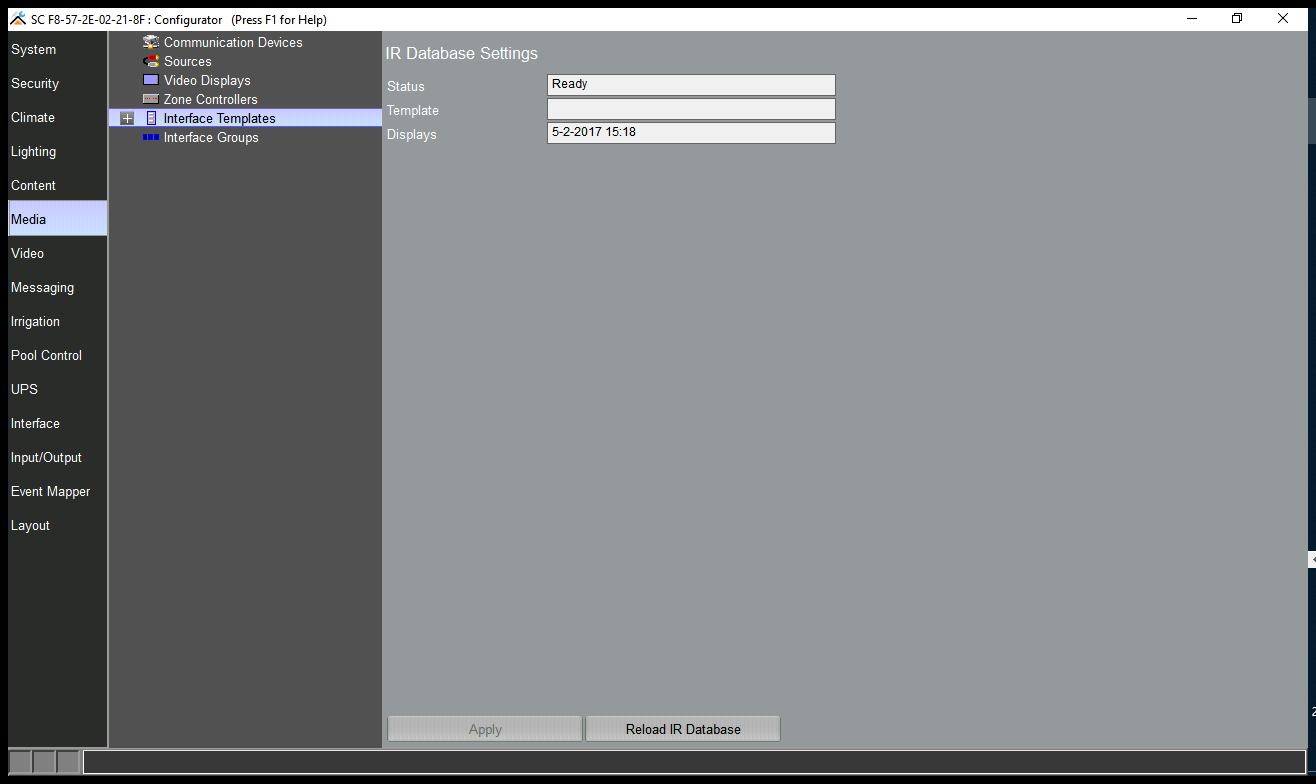 SC F8-57-2E-02-21-8F : Configurator (Press F1 for Help)
System
Security
Climate
Lighting
Content
Media
Video
Messaging
Irrigation
Pool Control
UPS
Interface
Input/Output
Event Mapper
Layout
Communication Devices
Sources
Video Displays
Zone Controllers
Interface Templates
Interface Groups
IR Database Settings
Status Ready
Template
Displays 5-2-2017 15:18
Apply Reload IR Database